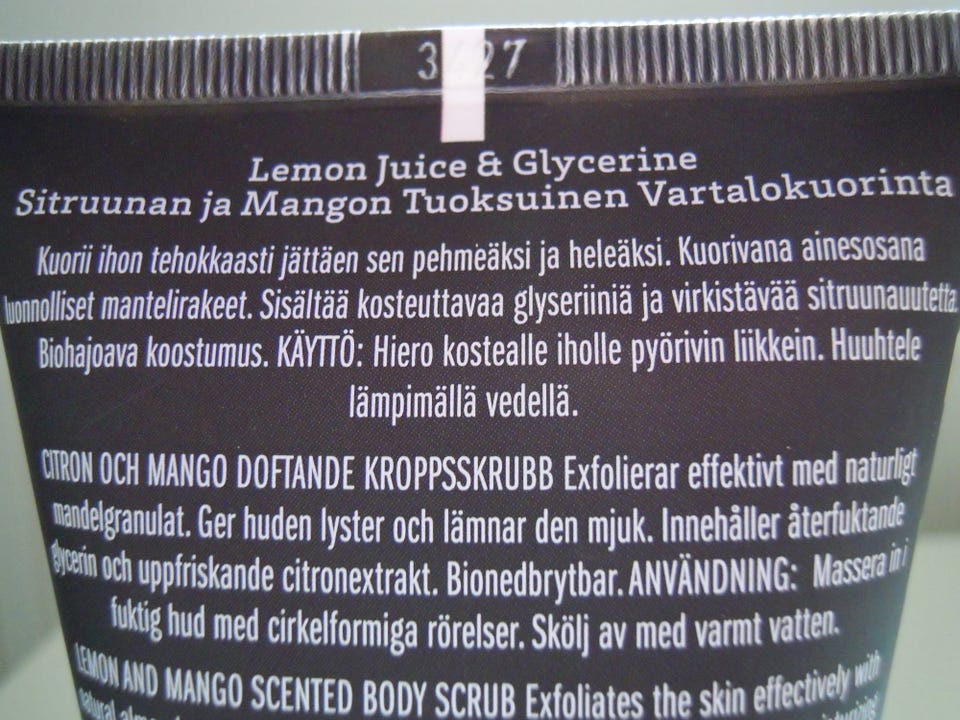 Lemon Juice & Glycerine
Sitruunan ja Mangon Tuoksuinen Vartalokuorinta
Kuorii ihon tehokkaasti jättäen sen pehmeäksi ja heleäksi. Kuorivana ainesosana
luonnolliset mantelirakeet. Sisältää kosteuttavaa glyseriiniä ja virkistävää sitruunauutetta.
Biohajoava koostumus. KÄYTTÖ: Hiero kostealle iholle pyörivin liikkein. Huuhtele
lämpimällä vedellä.
CITRON OCH MANGO DOFTANDE KROPPSSKRUBB Exfolierar effektivt med naturligt
mandelgranulat. Ger huden lyster och lämnar den mjuk. Innehåller återfuktande
glycerin och uppfriskande citronextrakt. Bionedbrytbar. ANVÄNDNING: Massera in i
fuktig hud med cirkelformiga rörelser. Skölj av med varmt vatten.
LEMON AND MANGO SCENTED BODY SCRUB Exfoliates the skin effectively with
natural